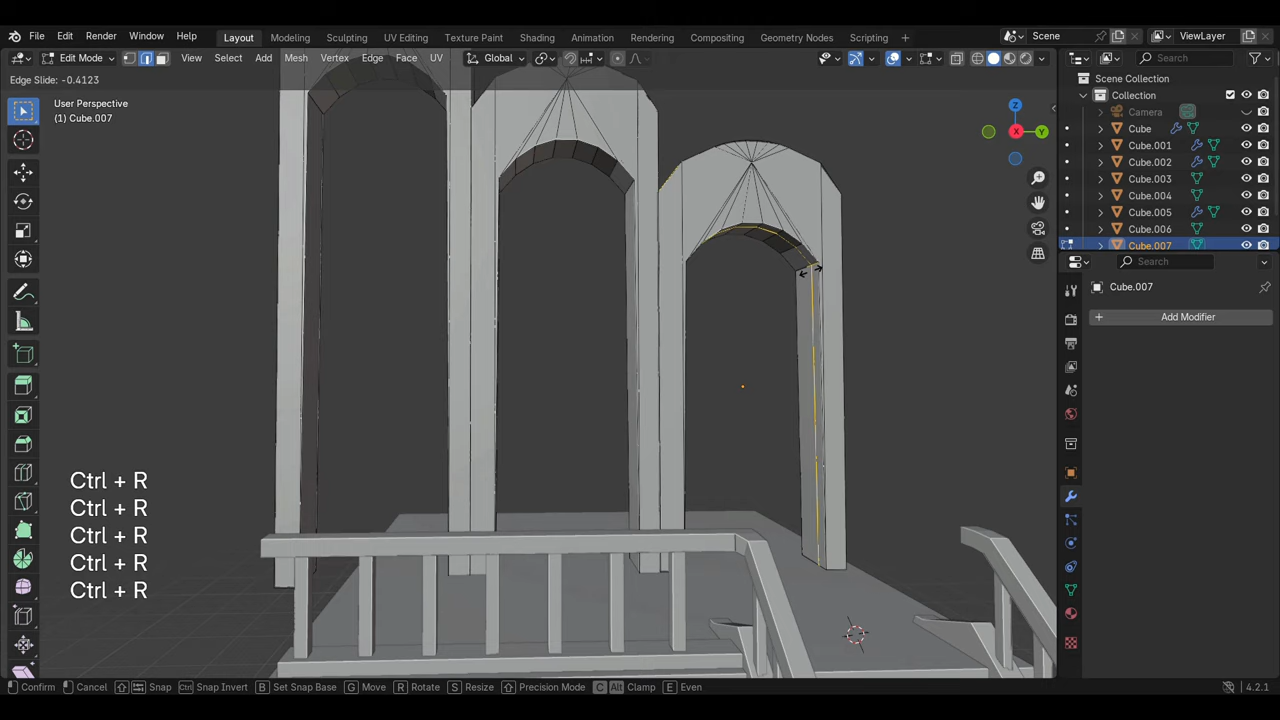 File Edit Render Window Help Layout Modeling Sculpting UV Editing Texture Paint Shading Animation Rendering Compositing Geometry Nodes Scripting Scene ViewLayer
Edit Mode View Select Add Mesh Vertex Edge Face UV Global Search
Edge Slide: -0.4123
User Perspective
(1) Cube.007
Scene Collection
Collection
Camera
Cube
Cube.001
Cube.002
Cube.003
Cube.004
Cube.005
Cube.006
Cube.007
Search
Cube.007
+ Add Modifier
X
Y
Z
Ctrl + R
Ctrl + R
Ctrl + R
Ctrl + R
Ctrl + R
Confirm Cancel Snap Ctrl Snap Invert B Set Snap Base G Move R Rotate S Resize Precision Mode C Alt Clamp E Even 4.2.1